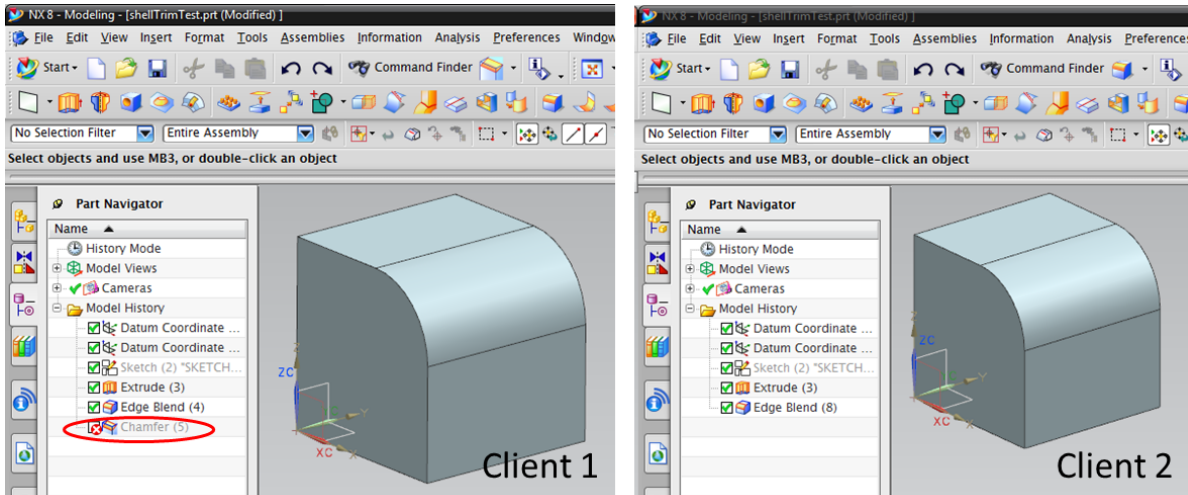 NX 8 - Modeling - [shellTrimTest.prt (Modified) ]
File Edit View Insert Format Tools Assemblies Information Analysis Preferences Window
Start Command Finder
No Selection Filter Entire Assembly
Select objects and use MB3, or double-click an object
Part Navigator
Name
History Mode
Model Views
Cameras
Model History
Datum Coordinate ...
Datum Coordinate ...
Sketch (2) "SKETCH...
Extrude (3)
Edge Blend (4)
Chamfer (5)
ZC
Y
XC
X
Client 1
NX 8 - Modeling - [shellTrimTest.prt (Modified) ]
File Edit View Insert Format Tools Assemblies Information Analysis Preferences
Start Command Finder
No Selection Filter Entire Assembly
Select objects and use MB3, or double-click an object
Part Navigator
Name
History Mode
Model Views
Cameras
Model History
Datum Coordinate ...
Datum Coordinate ...
Sketch (2) "SKETCH...
Extrude (3)
Edge Blend (8)
ZC
Y
XC
X
Client 2